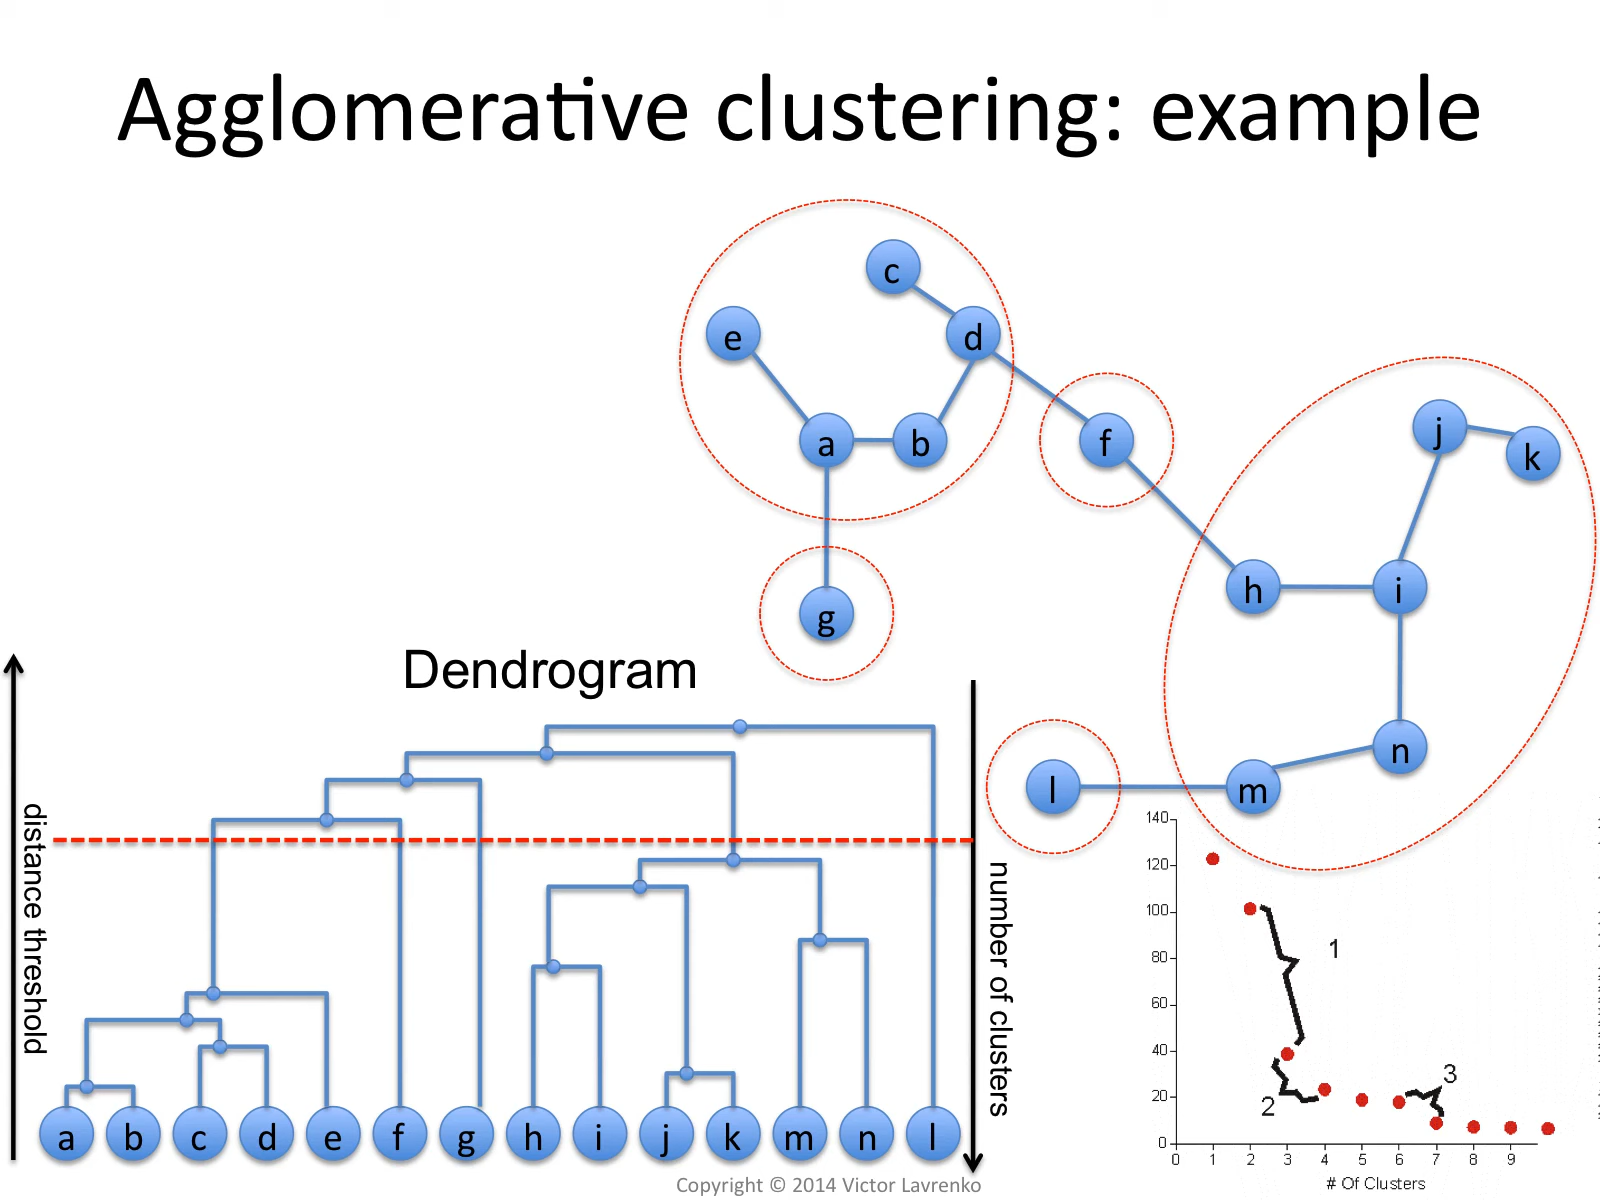 Agglomerative clustering: example
c
e
d
f
j
k
a
b
h
i
g
Dendrogram
n
l
m
distance threshold
number of clusters
a b c d e f g h i j k m n l
140
120
100
80
60
40
20
0
1
2
3
0 1 2 3 4 5 6 7 8 9
# Of Clusters
Copyright © 2014 Victor Lavrenko